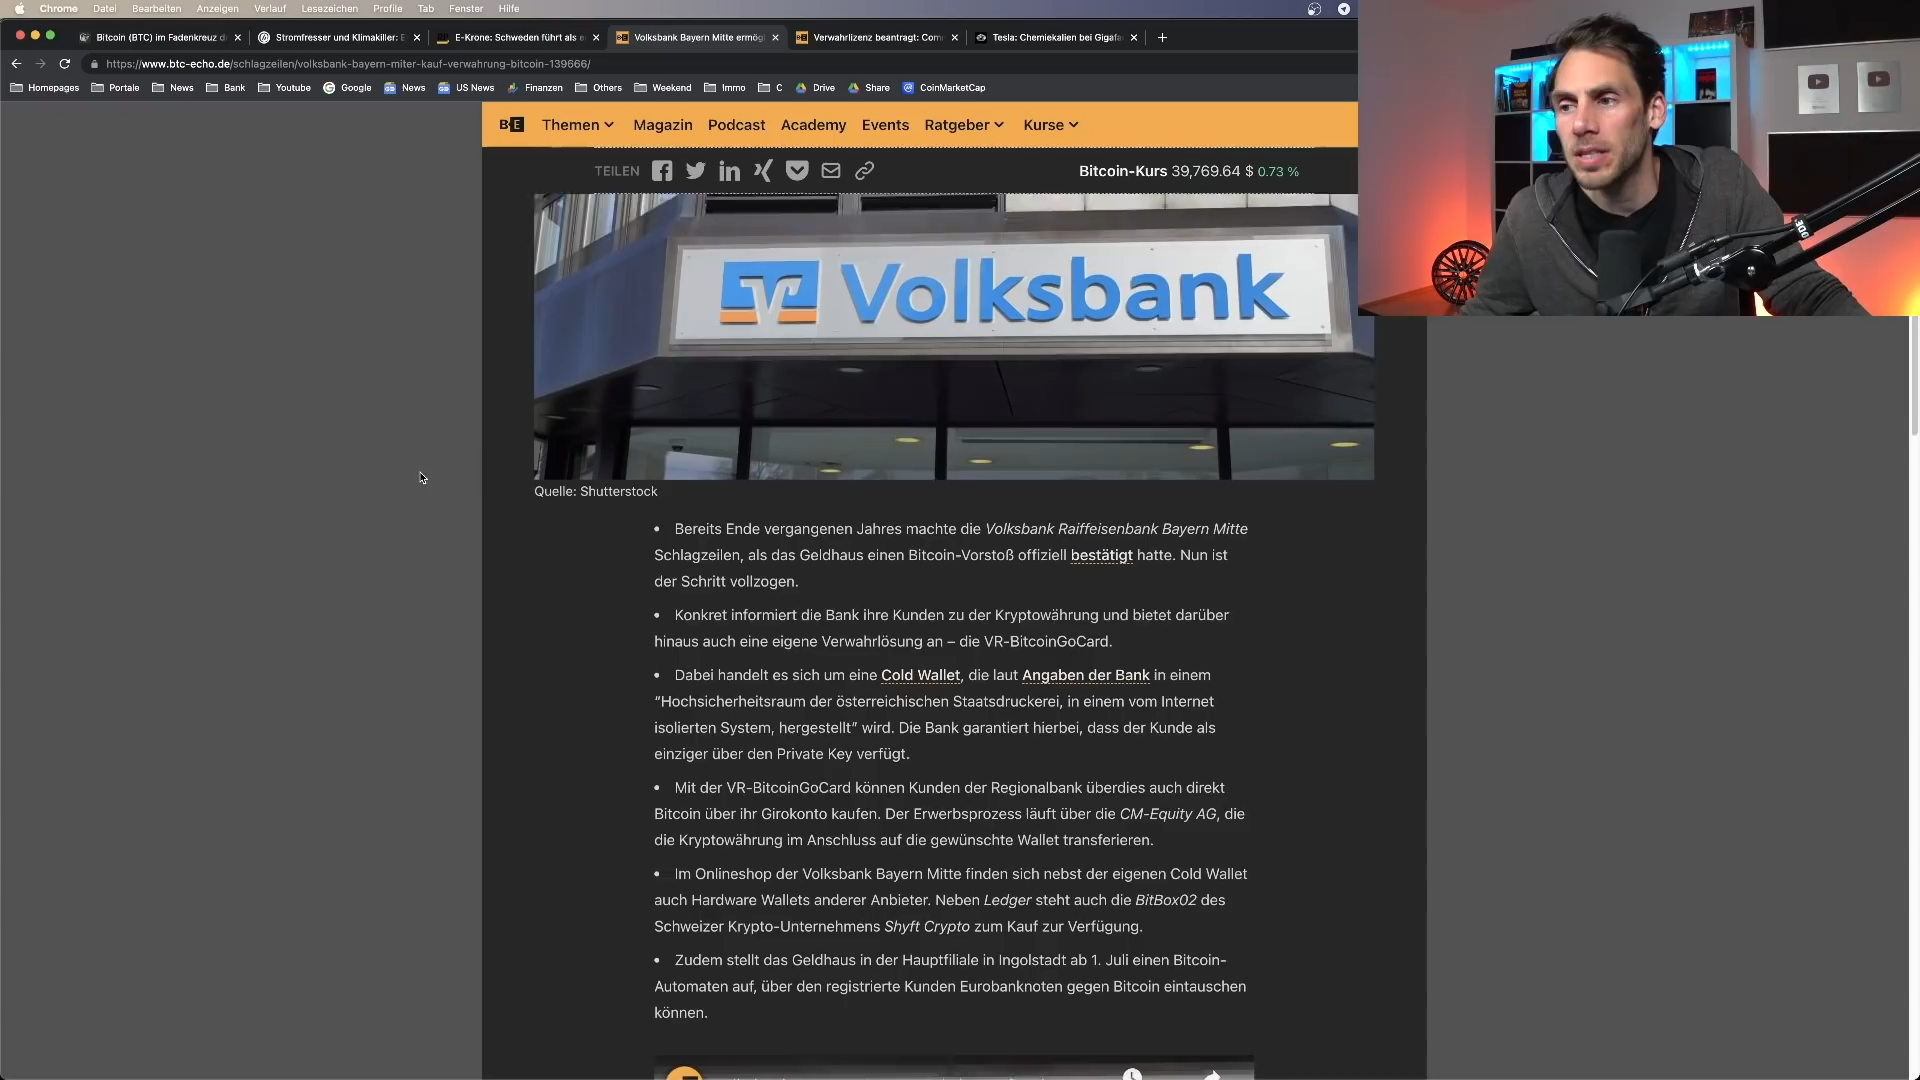 Chrome Datei Bearbeiten Anzeigen Verlauf Lesezeichen Profile Tab Fenster Hilfe
Bitcoin (BTC) im Fadenkreuz d
Stromfresser und Klimakiller: E
E-Krone: Schweden führt als e
Volksbank Bayern Mitte ermög
Verwahrlizenz beantragt: Com
Tesla: Chemiekalien bei Gigafa
https://www.btc-echo.de/schlagzeilen/volksbank-bayern-miter-kauf-verwahrung-bitcoin-139666/
Homepages Portale News Bank Youtube Google News US News Finanzen Others Weekend Immo C Drive Share CoinMarketCap
B-E Themen Magazin Podcast Academy Events Ratgeber Kurse
TEILEN
Bitcoin-Kurs 39,769.64 $ 0.73 %
Volksbank
Quelle: Shutterstock
• Bereits Ende vergangenen Jahres machte die Volksbank Raiffeisenbank Bayern Mitte
Schlagzeilen, als das Geldhaus einen Bitcoin-Vorstoß offiziell bestätigt hatte. Nun ist
der Schritt vollzogen.
• Konkret informiert die Bank ihre Kunden zu der Kryptowährung und bietet darüber
hinaus auch eine eigene Verwahrlösung an – die VR-BitcoinGoCard.
• Dabei handelt es sich um eine Cold Wallet, die laut Angaben der Bank in einem
“Hochsicherheitsraum der österreichischen Staatsdruckerei, in einem vom Internet
isolierten System, hergestellt” wird. Die Bank garantiert hierbei, dass der Kunde als
einziger über den Private Key verfügt.
• Mit der VR-BitcoinGoCard können Kunden der Regionalbank überdies auch direkt
Bitcoin über ihr Girokonto kaufen. Der Erwerbsprozess läuft über die CM-Equity AG, die
die Kryptowährung im Anschluss auf die gewünschte Wallet transferieren.
• Im Onlineshop der Volksbank Bayern Mitte finden sich nebst der eigenen Cold Wallet
auch Hardware Wallets anderer Anbieter. Neben Ledger steht auch die BitBox02 des
Schweizer Krypto-Unternehmens Shyft Crypto zum Kauf zur Verfügung.
• Zudem stellt das Geldhaus in der Hauptfiliale in Ingolstadt ab 1. Juli einen Bitcoin-
Automaten auf, über den registrierte Kunden Eurobanknoten gegen Bitcoin eintauschen
können.